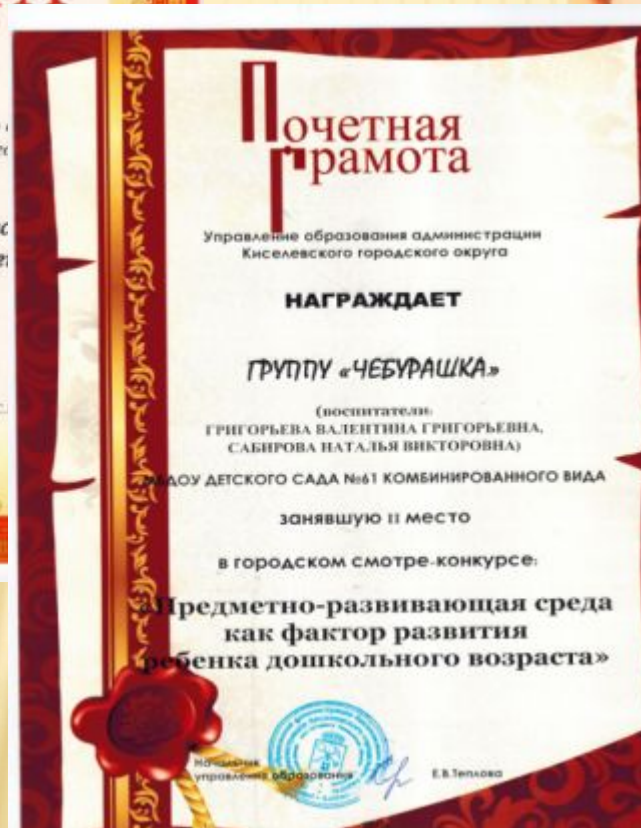 Почетная
грамота
Управление образования администрации
Киселевского городского округа
НАГРАЖДАЕТ
ГРУППУ «ЧЕБУРАШКА»
(воспитатели:
ГРИГОРЬЕВА ВАЛЕНТИНА ГРИГОРЬЕВНА,
САБИРОВА НАТАЛЬЯ ВИКТОРОВНА)
МБДОУ ДЕТСКОГО САДА №61 КОМБИНИРОВАННОГО ВИДА
занявшую II место
в городском смотре-конкурсе:
«Предметно-развивающая среда
как фактор развития
ребенка дошкольного возраста»
Начальник
управления образования
Е.В.Теплова